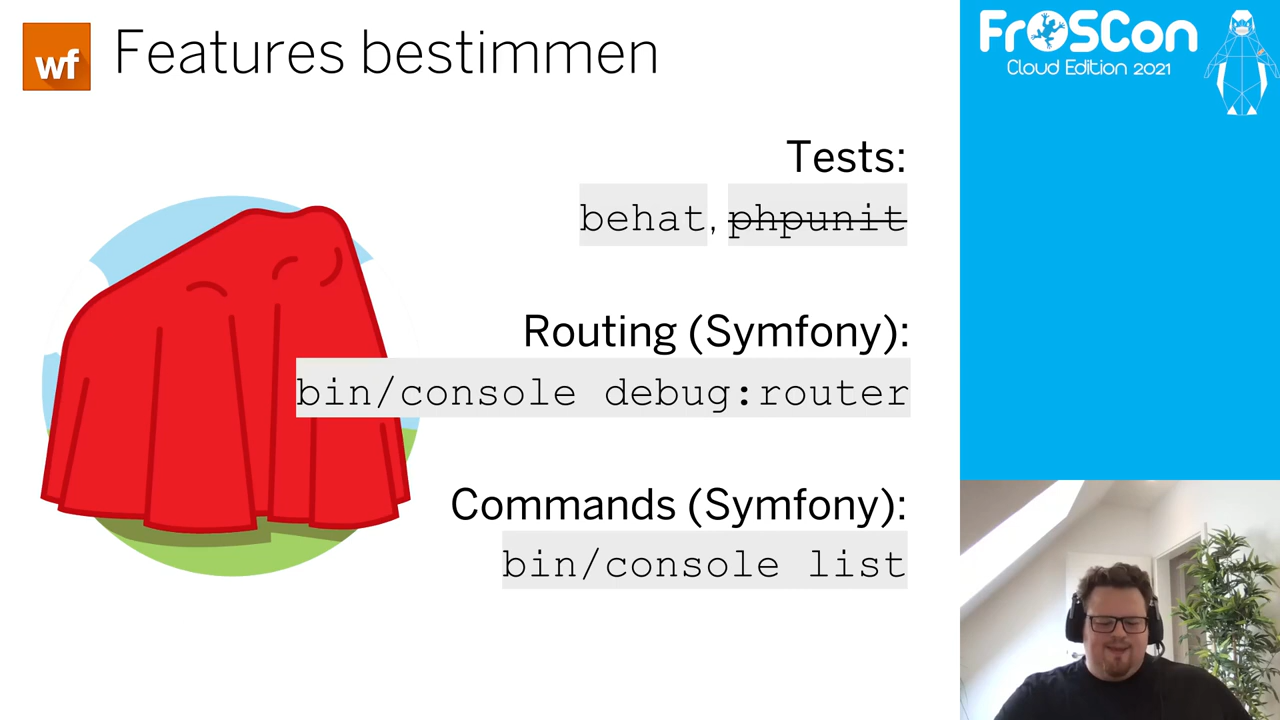 wf
Features bestimmen
Tests:
behat, phpunit
Routing (Symfony):
bin/console debug:router
Commands (Symfony):
bin/console list
FrOSCon
Cloud Edition 2021